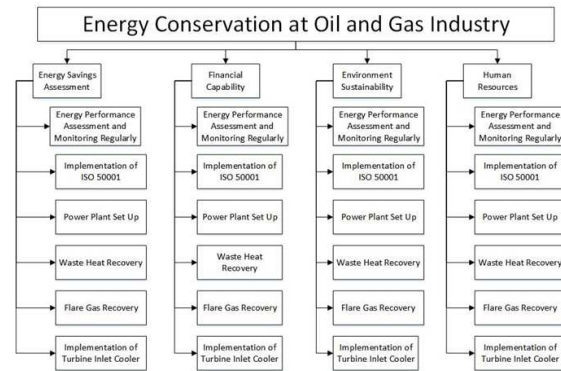 Energy Conservation at Oil and Gas Industry
Energy Savings
Assessment
Energy Performance
Assessment and
Monitoring Regularly
Implementation of
ISO 50001
Power Plant Set Up
Waste Heat Recovery
Flare Gas Recovery
Implementation of
Turbine Inlet Cooler
Financial
Capability
Energy Performance
Assessment and
Monitoring Regularly
Implementation of
ISO 50001
Power Plant Set Up
Waste Heat
Recovery
Flare Gas Recovery
Implementation of
Turbine Inlet Cooler
Environment
Sustainability
Energy Performance
Assessment and
Monitoring Regularly
Implementation of
ISO 50001
Power Plant Set Up
Waste Heat Recovery
Flare Gas Recovery
Implementation of
Turbine Inlet Cooler
Human
Resources
Energy Performance
Assessment and
Monitoring Regularly
Implementation of
ISO 50001
Power Plant Set Up
Waste Heat Recovery
Flare Gas Recovery
Implementation of
Turbine Inlet Cooler